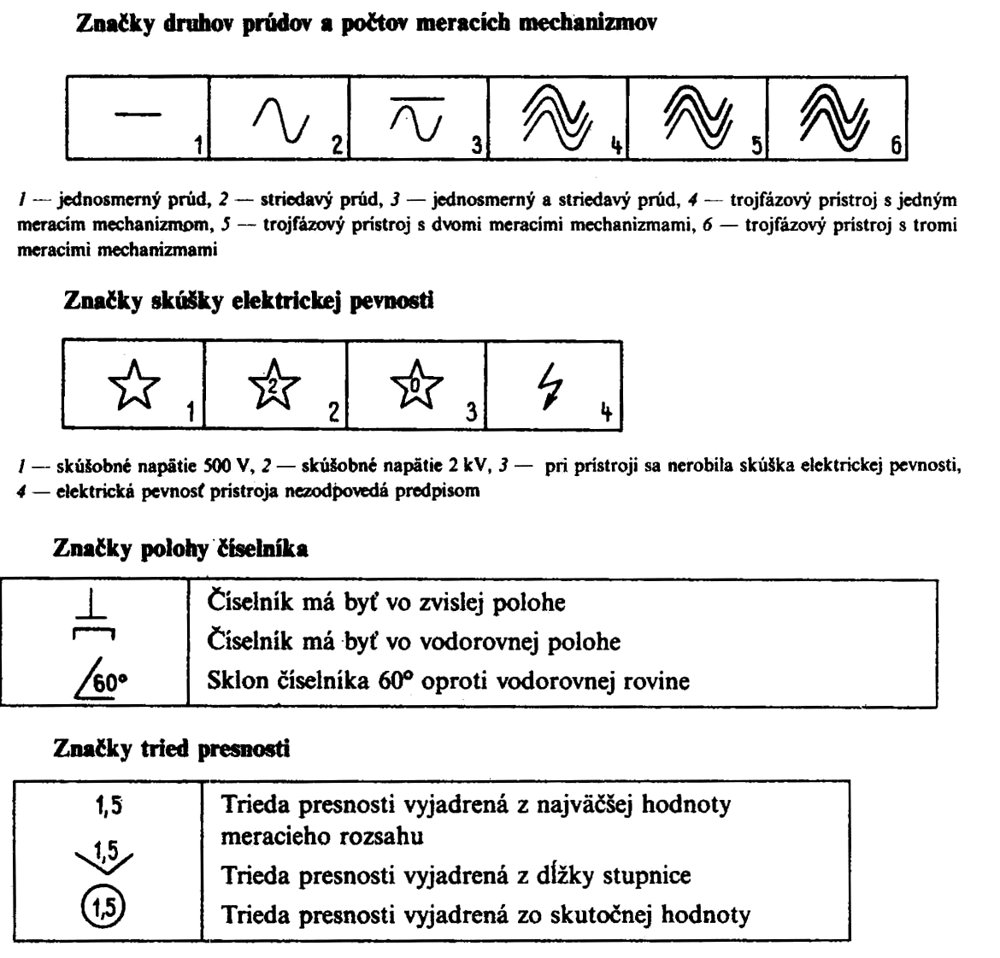 Značky druhov prúdov a počtov meracích mechanizmov
1 2 3 4 5 6
1 — jednosmerný prúd, 2 — striedavý prúd, 3 — jednosmerný a striedavý prúd, 4 — trojfázový prístroj s jedným
meracím mechanizmom, 5 — trojfázový prístroj s dvomi meracími mechanizmami, 6 — trojfázový prístroj s tromi
meracími mechanizmami
Značky skúšky elektrickej pevnosti
2 0
1 2 3 4
1 — skúšobné napätie 500 V, 2 — skúšobné napätie 2 kV, 3 — pri prístroji sa nerobila skúška elektrickej pevnosti,
4 — elektrická pevnosť prístroja nezodpovedá predpisom
Značky polohy číselníka
Číselník má byť vo zvislej polohe
Číselník má byť vo vodorovnej polohe
60° Sklon číselníka 60° oproti vodorovnej rovine
Značky tried presnosti
1,5 Trieda presnosti vyjadrená z najväčšej hodnoty
meracieho rozsahu
1,5 Trieda presnosti vyjadrená z dĺžky stupnice
1,5 Trieda presnosti vyjadrená zo skutočnej hodnoty